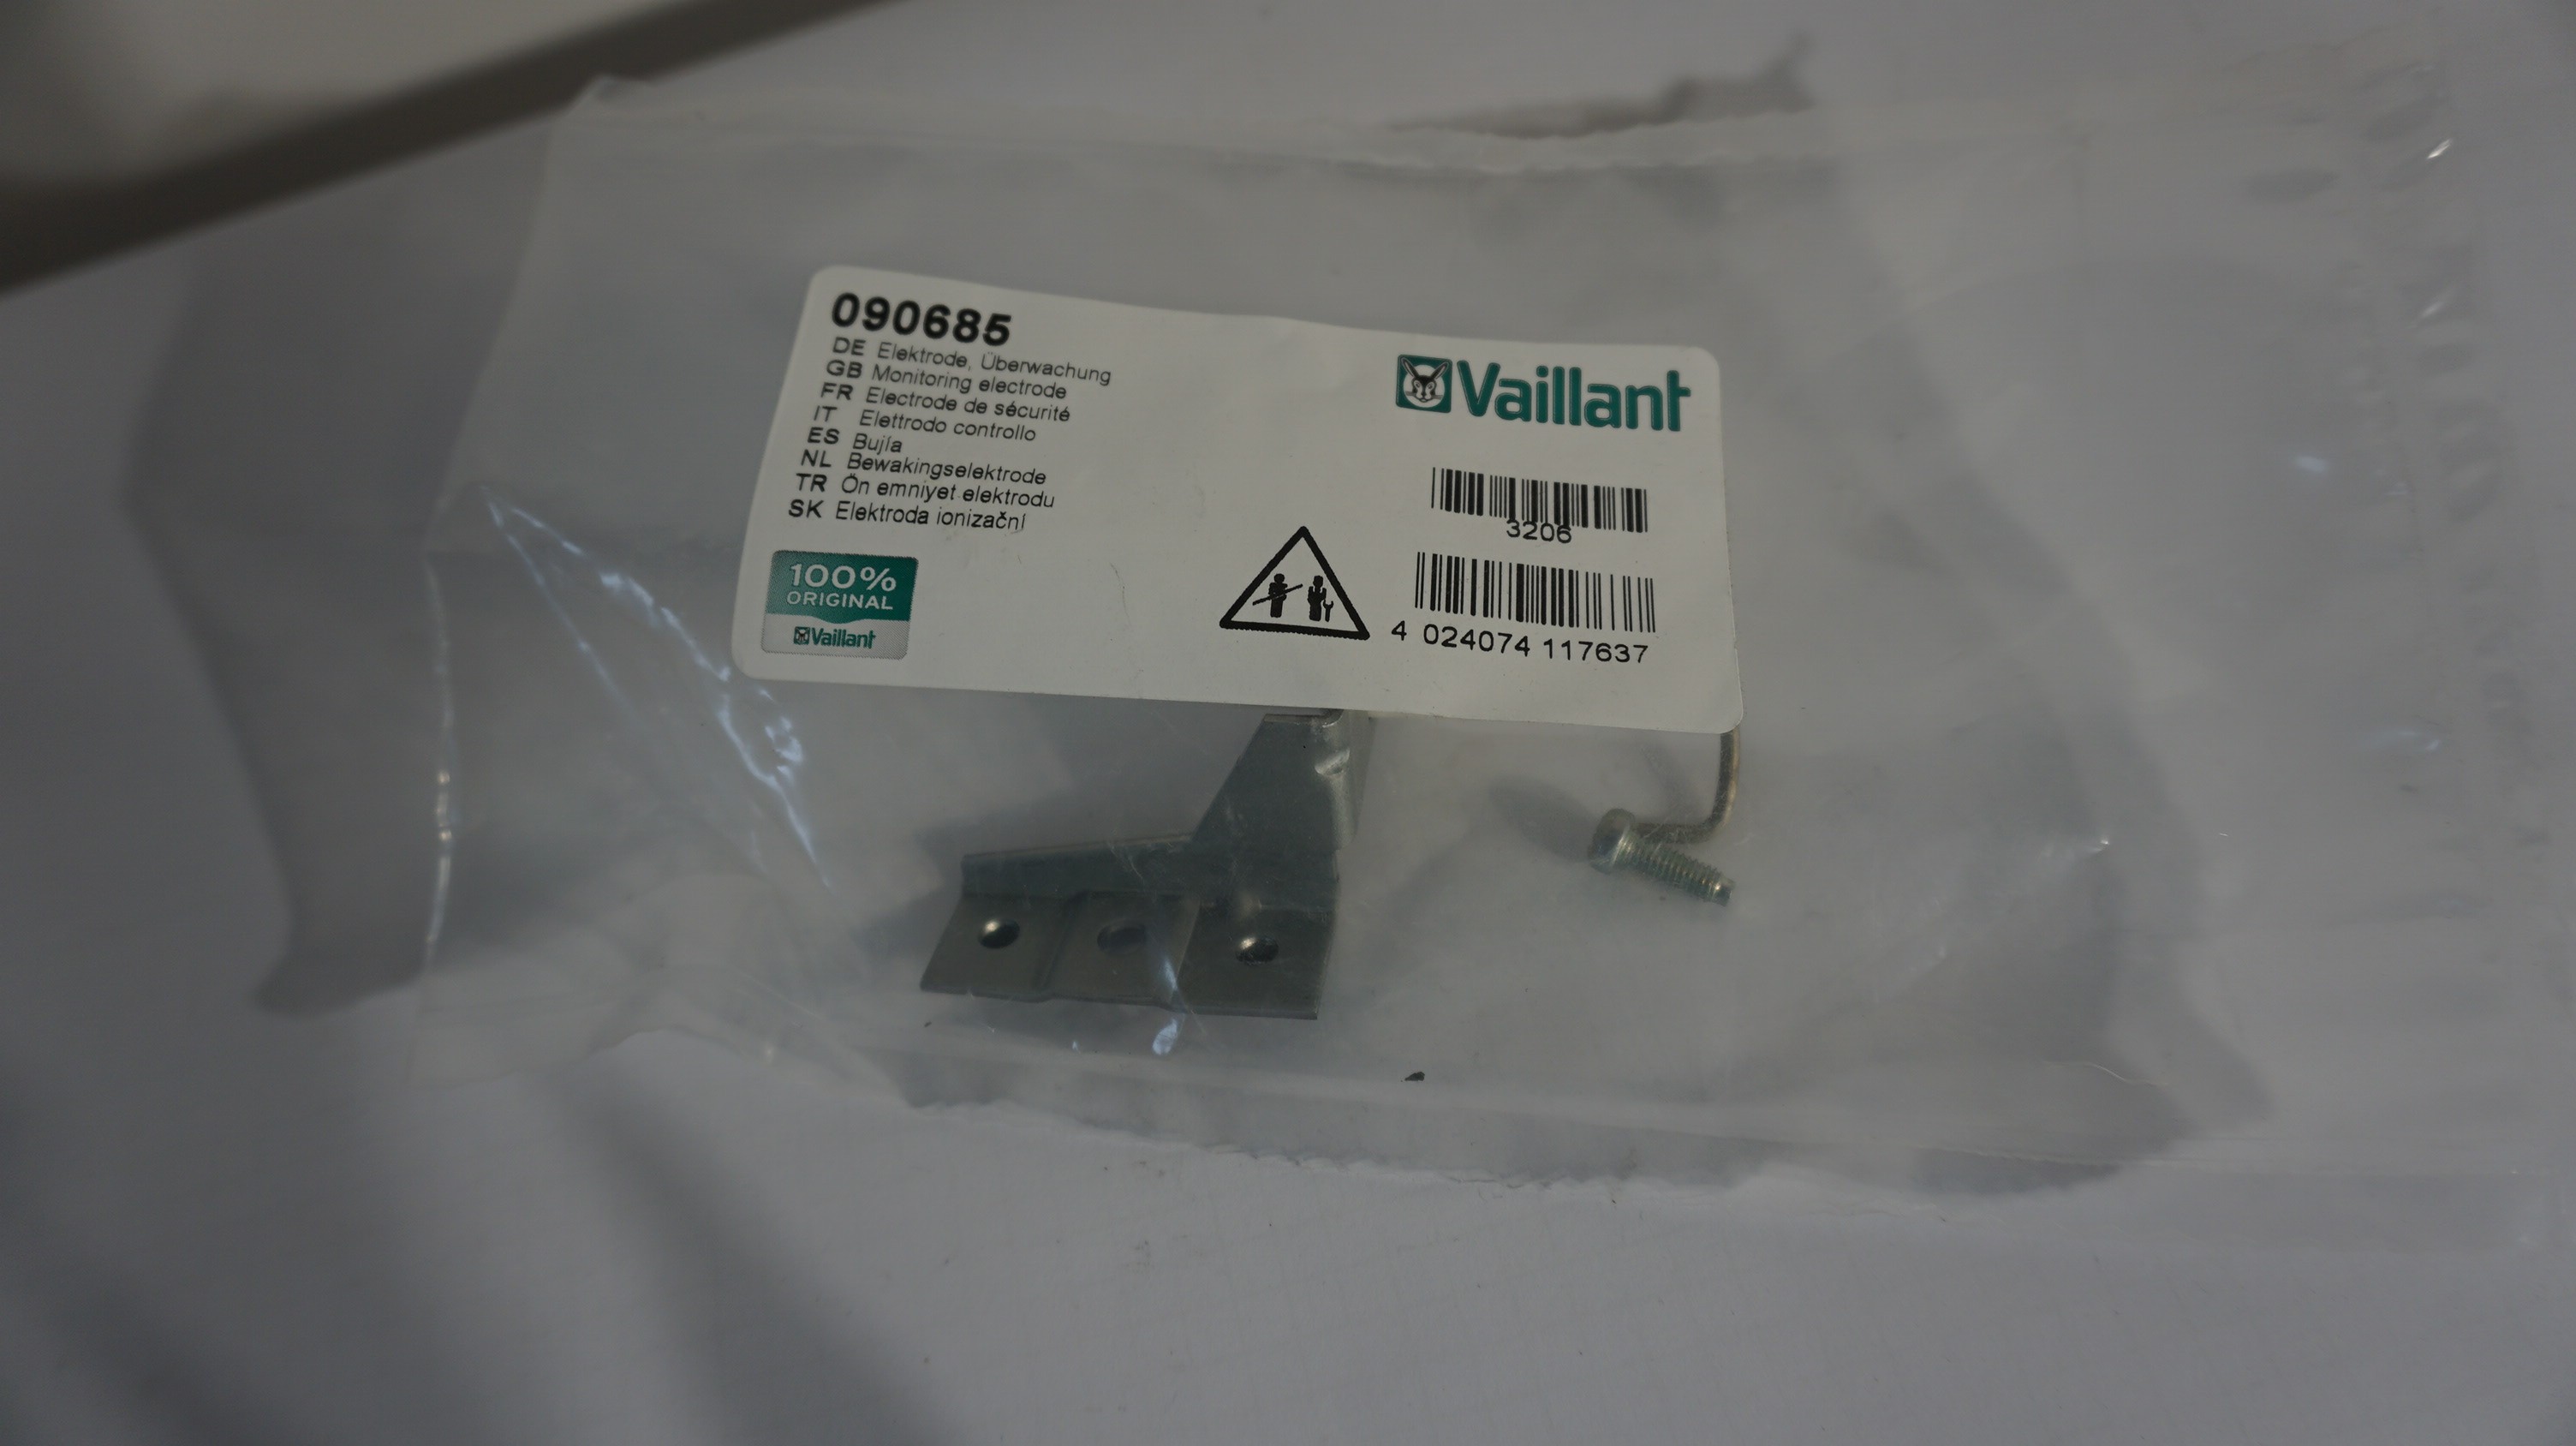 090685
DE Elektrode, Überwachung
GB Monitoring electrode
FR Electrode de sécurité
IT Elettrodo controllo
ES Bujía
NL Bewakingselektrode
TR Ön emniyet elektrodu
SK Elektroda ionizační
100%
ORIGINAL
Vaillant
Vaillant
3206
4 024074 117637